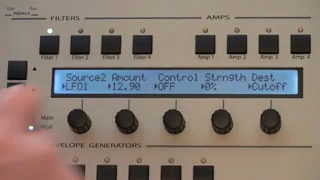 FILTERS
AMPS
Filter 1 Filter 2 Filter 3 Filter 4
Amp 1 Amp 2 Amp 3 Amp 4
Source2 Amount Control Strngth Dest
LFO1 12.90 OFF 0% Cutoff
Main
Mod
ENVELOPE GENERATORS